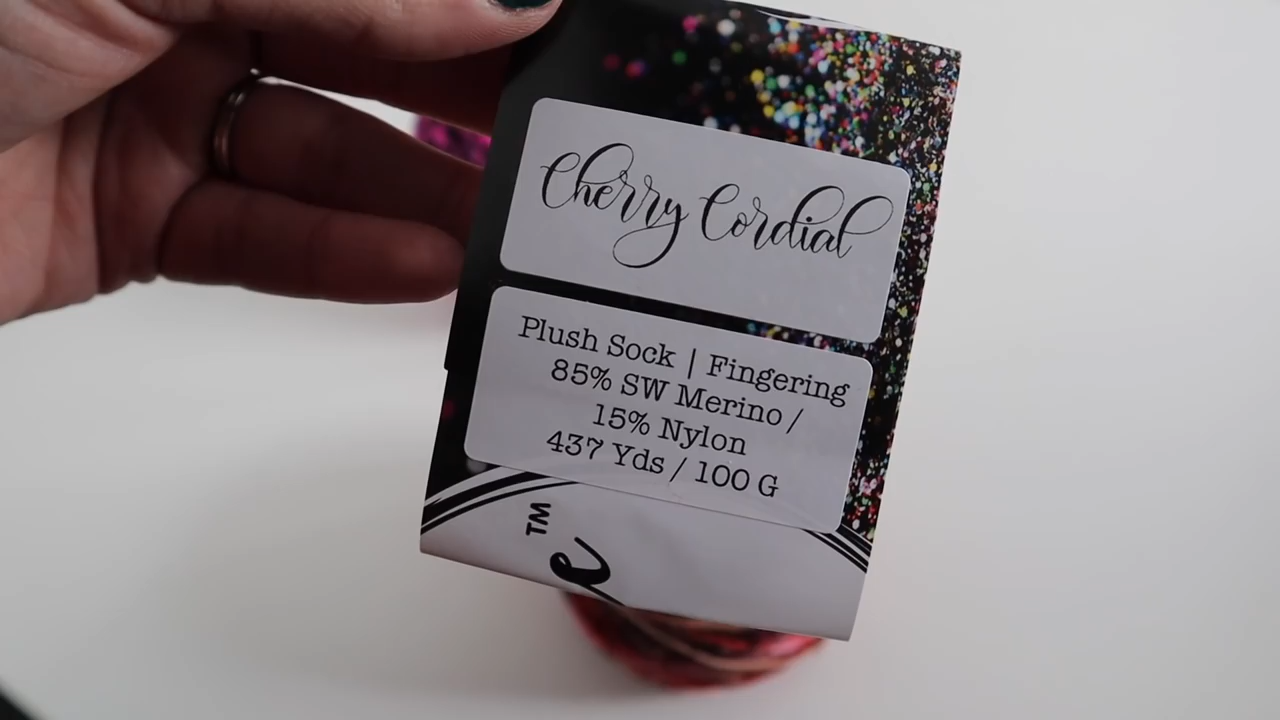 Cherry Cordial
Plush Sock | Fingering
85% SW Merino /
15% Nylon
437 Yds / 100 G
TM